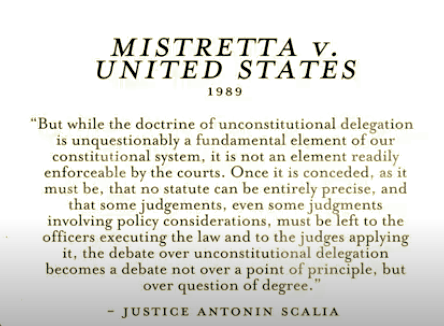 MISTRETTA v.
UNITED STATES
1989
“But while the doctrine of unconstitutional delegation
is unquestionably a fundamental element of our
constitutional system, it is not an element readily
enforceable by the courts. Once it is conceded, as it
must be, that no statute can be entirely precise, and
that some judgements, even some judgments
involving policy considerations, must be left to the
officers executing the law and to the judges applying
it, the debate over unconstitutional delegation
becomes a debate not over a point of principle, but
over question of degree.”
– JUSTICE ANTONIN SCALIA